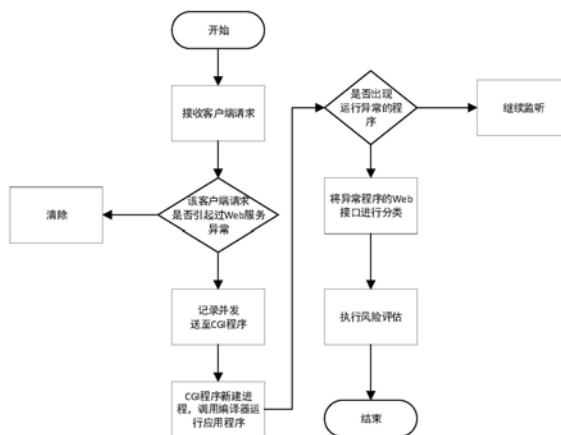 开始
接收客户端请求
该客户端请求
是否引起过Web服务
异常
清除
记录并发
送至CGI程序
CGI程序新建进
程，调用编译器运
行应用程序
是否出现
运行异常的程
序
继续监听
将异常程序的Web
接口进行分类
执行风险评估
结束